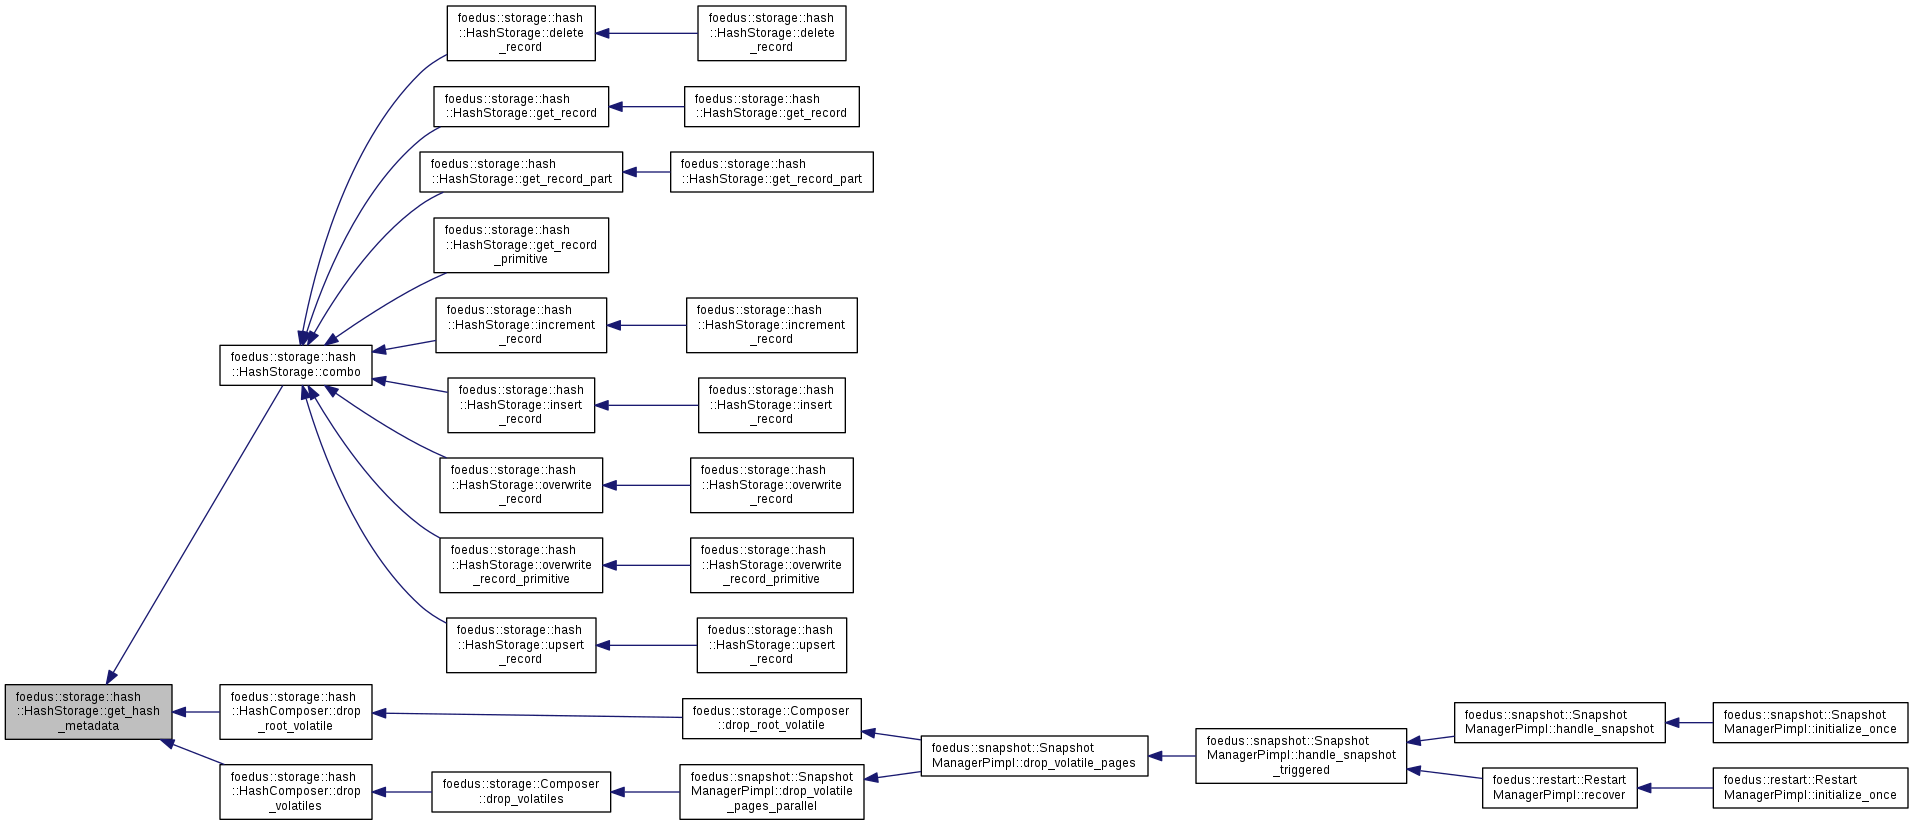 foedus::storage::hash
::HashStorage::delete
_record
foedus::storage::hash
::HashStorage::delete
_record
foedus::storage::hash
::HashStorage::get_record
foedus::storage::hash
::HashStorage::get_record
foedus::storage::hash
::HashStorage::get_record_part
foedus::storage::hash
::HashStorage::get_record_part
foedus::storage::hash
::HashStorage::get_record
_primitive
foedus::storage::hash
::HashStorage::increment
_record
foedus::storage::hash
::HashStorage::increment
_record
foedus::storage::hash
::HashStorage::combo
foedus::storage::hash
::HashStorage::insert
_record
foedus::storage::hash
::HashStorage::insert
_record
foedus::storage::hash
::HashStorage::overwrite
_record
foedus::storage::hash
::HashStorage::overwrite
_record
foedus::storage::hash
::HashStorage::overwrite
_record_primitive
foedus::storage::hash
::HashStorage::overwrite
_record_primitive
foedus::storage::hash
::HashStorage::upsert
_record
foedus::storage::hash
::HashStorage::upsert
_record
foedus::storage::hash
::HashStorage::get_hash
_metadata
foedus::storage::hash
::HashComposer::drop
_root_volatile
foedus::storage::Composer
::drop_root_volatile
foedus::snapshot::Snapshot
ManagerPimpl::drop_volatile_pages
foedus::snapshot::Snapshot
ManagerPimpl::handle_snapshot
_triggered
foedus::snapshot::Snapshot
ManagerPimpl::handle_snapshot
foedus::snapshot::Snapshot
ManagerPimpl::initialize_once
foedus::storage::hash
::HashComposer::drop
_volatiles
foedus::storage::Composer
::drop_volatiles
foedus::snapshot::Snapshot
ManagerPimpl::drop_volatile
_pages_parallel
foedus::restart::Restart
ManagerPimpl::recover
foedus::restart::Restart
ManagerPimpl::initialize_once